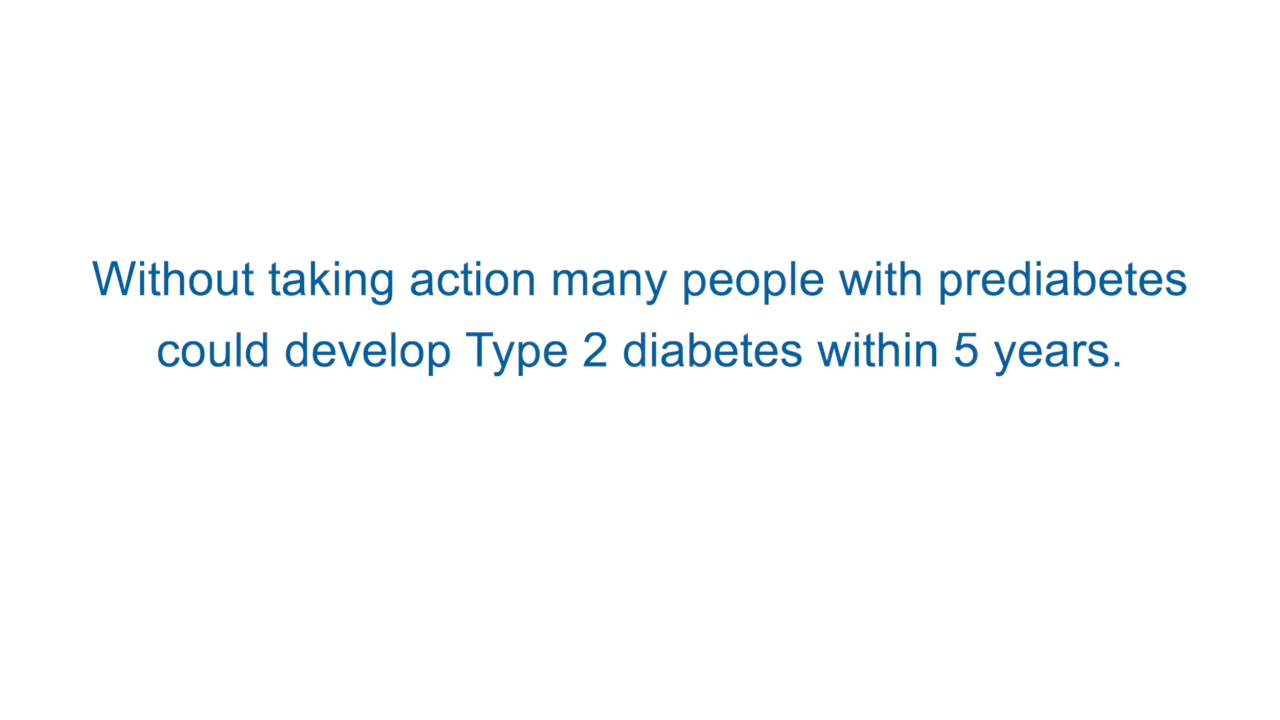 Without taking action many people with prediabetes
could develop Type 2 diabetes within 5 years.